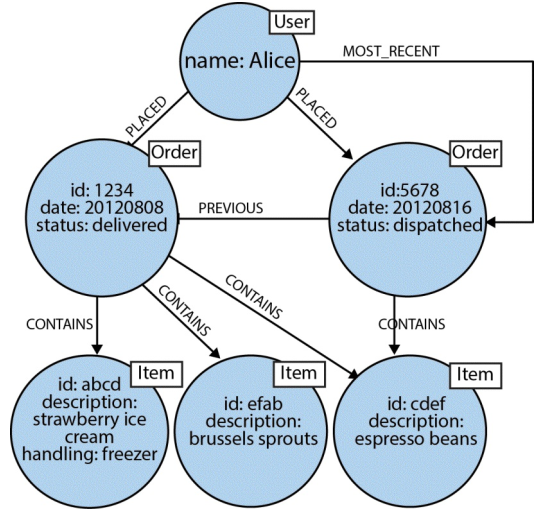 User
name: Alice
MOST_RECENT
PLACED
PLACED
Order
id: 1234
date: 20120808
status: delivered
PREVIOUS
Order
id:5678
date: 20120816
status: dispatched
CONTAINS
CONTAINS
CONTAINS
CONTAINS
Item
id: abcd
description:
strawberry ice
cream
handling: freezer
Item
id: efab
description:
brussels sprouts
Item
id: cdef
description:
espresso beans